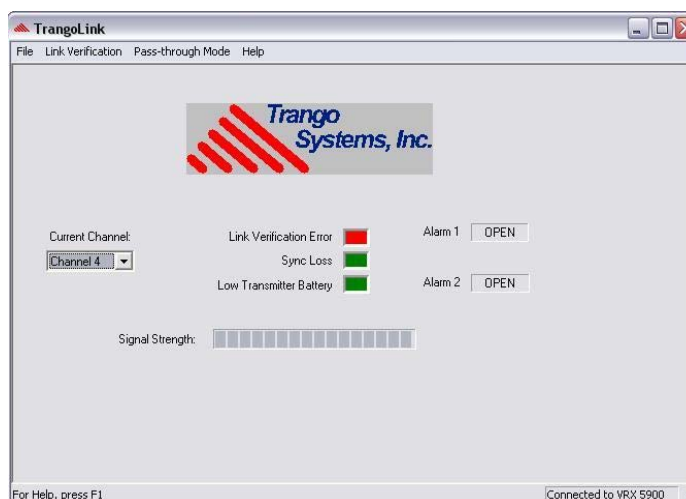 TrangoLink
File Link Verification Pass-through Mode Help
Trango
Systems, Inc.
Current Channel:
Channel 4
Link Verification Error
Sync Loss
Low Transmitter Battery
Alarm 1 OPEN
Alarm 2 OPEN
Signal Strength:
For Help, press F1
Connected to VRX 5900